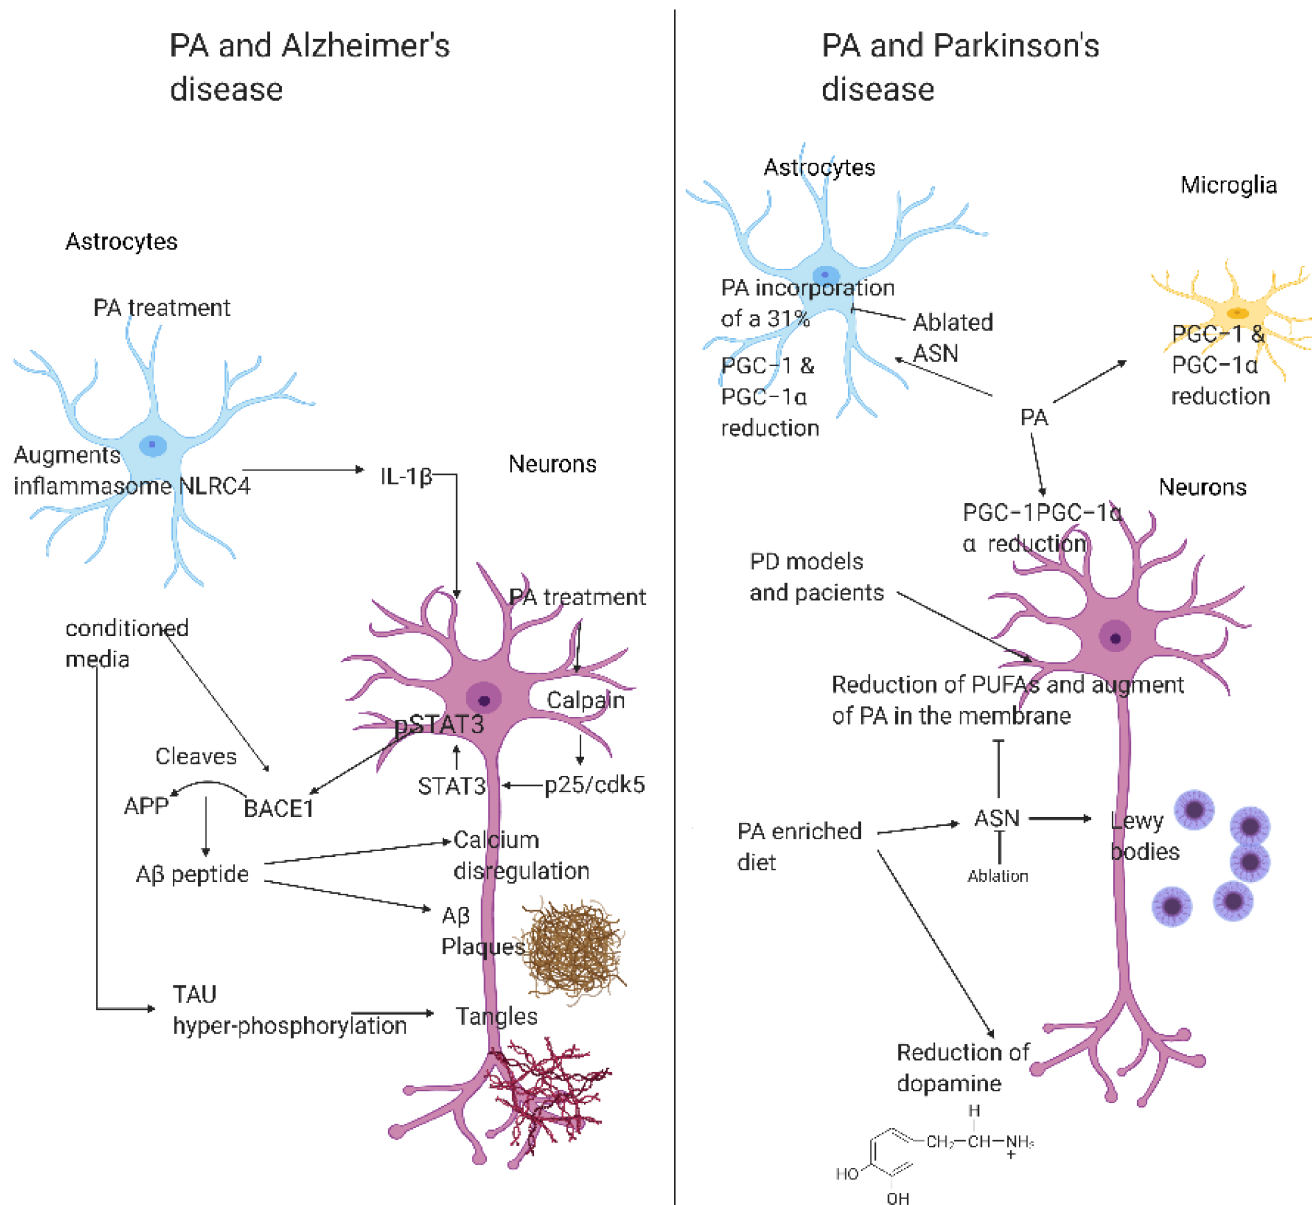 PA and Alzheimer's
disease
Astrocytes
PA treatment
Augments
inflammasome NLRC4
IL-1β
Neurons
PA treatment
conditioned
media
Calpain
pSTAT3
Cleaves
STAT3
p25/cdk5
APP
BACE1
Calcium
disregulation
Aβ peptide
Aβ
Plaques
TAU
hyper-phosphorylation
Tangles
PA and Parkinson's
disease
Astrocytes
Microglia
PA incorporation
of a 31%
Ablated
ASN
PGC-1 &
PGC-1α
reduction
PGC-1 &
PGC-1α
reduction
PA
Neurons
PGC-1PGC-1α
α reduction
PD models
and pacients
Reduction of PUFAs and augment
of PA in the membrane
PA enriched
diet
ASN
Lewy
bodies
Ablation
Reduction of
dopamine
H
CH₂-CH-NH₃
+
HO
OH